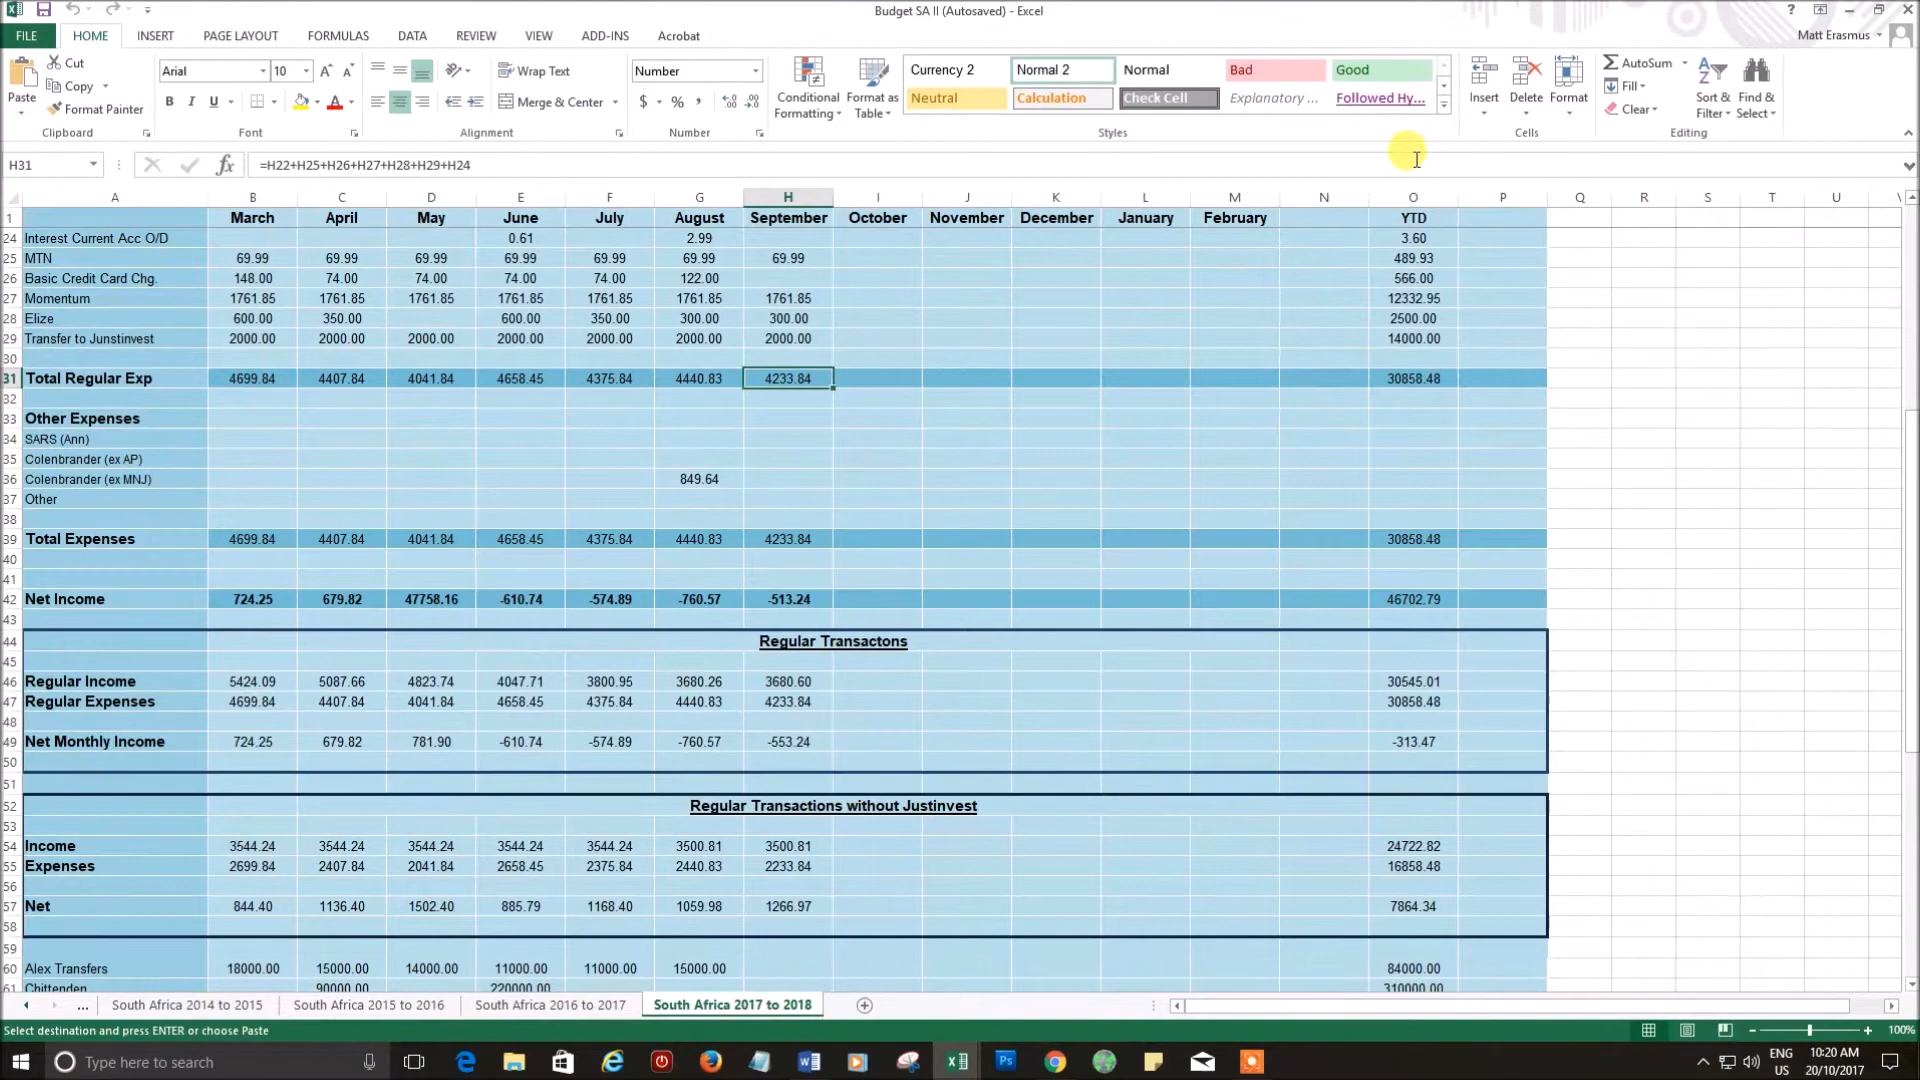 Budget SA II (Autosaved) - Excel
?
FILE HOME INSERT PAGE LAYOUT FORMULAS DATA REVIEW VIEW ADD-INS Acrobat
Matt Erasmus
Cut
Copy
Format Painter
Paste
Arial 10
B I U
Wrap Text
Merge & Center
Number
$ % ,
Conditional Formatting
Format as Table
Currency 2 Normal 2 Normal Bad Good
Neutral Calculation Check Cell Explanatory ... Followed Hy...
Insert Delete Format
AutoSum
Fill
Clear
Sort & Filter
Find & Select
Clipboard Font Alignment Number Styles Cells Editing
H31 fx =H22+H25+H26+H27+H28+H29+H24
A B C D E F G H I J K L M N O P Q R S T U
1 March April May June July August September October November December January February YTD
24 Interest Current Acc O/D 0.61 2.99 3.60
25 MTN 69.99 69.99 69.99 69.99 69.99 69.99 69.99 489.93
26 Basic Credit Card Chg. 148.00 74.00 74.00 74.00 74.00 122.00 566.00
27 Momentum 1761.85 1761.85 1761.85 1761.85 1761.85 1761.85 1761.85 12332.95
28 Elize 600.00 350.00 600.00 350.00 300.00 300.00 2500.00
29 Transfer to Junstinvest 2000.00 2000.00 2000.00 2000.00 2000.00 2000.00 2000.00 14000.00
30
31 Total Regular Exp 4699.84 4407.84 4041.84 4658.45 4375.84 4440.83 4233.84 30858.48
32
33 Other Expenses
34 SARS (Ann)
35 Colenbrander (ex AP)
36 Colenbrander (ex MNJ) 849.64
37 Other
38
39 Total Expenses 4699.84 4407.84 4041.84 4658.45 4375.84 4440.83 4233.84 30858.48
40
41
42 Net Income 724.25 679.82 47758.16 -610.74 -574.89 -760.57 -513.24 46702.79
43
44 Regular Transactons
45
46 Regular Income 5424.09 5087.66 4823.74 4047.71 3800.95 3680.26 3680.60 30545.01
47 Regular Expenses 4699.84 4407.84 4041.84 4658.45 4375.84 4440.83 4233.84 30858.48
48
49 Net Monthly Income 724.25 679.82 781.90 -610.74 -574.89 -760.57 -553.24 -313.47
50
51
52 Regular Transactions without Justinvest
53
54 Income 3544.24 3544.24 3544.24 3544.24 3544.24 3500.81 3500.81 24722.82
55 Expenses 2699.84 2407.84 2041.84 2658.45 2375.84 2440.83 2233.84 16858.48
56
57 Net 844.40 1136.40 1502.40 885.79 1168.40 1059.98 1266.97 7864.34
58
59
60 Alex Transfers 18000.00 15000.00 14000.00 11000.00 11000.00 15000.00 84000.00
61 Chittenden 90000.00 220000.00 310000.00
... South Africa 2014 to 2015 South Africa 2015 to 2016 South Africa 2016 to 2017 South Africa 2017 to 2018
Select destination and press ENTER or choose Paste
100%
Type here to search
ENG
US
10:20 AM
20/10/2017